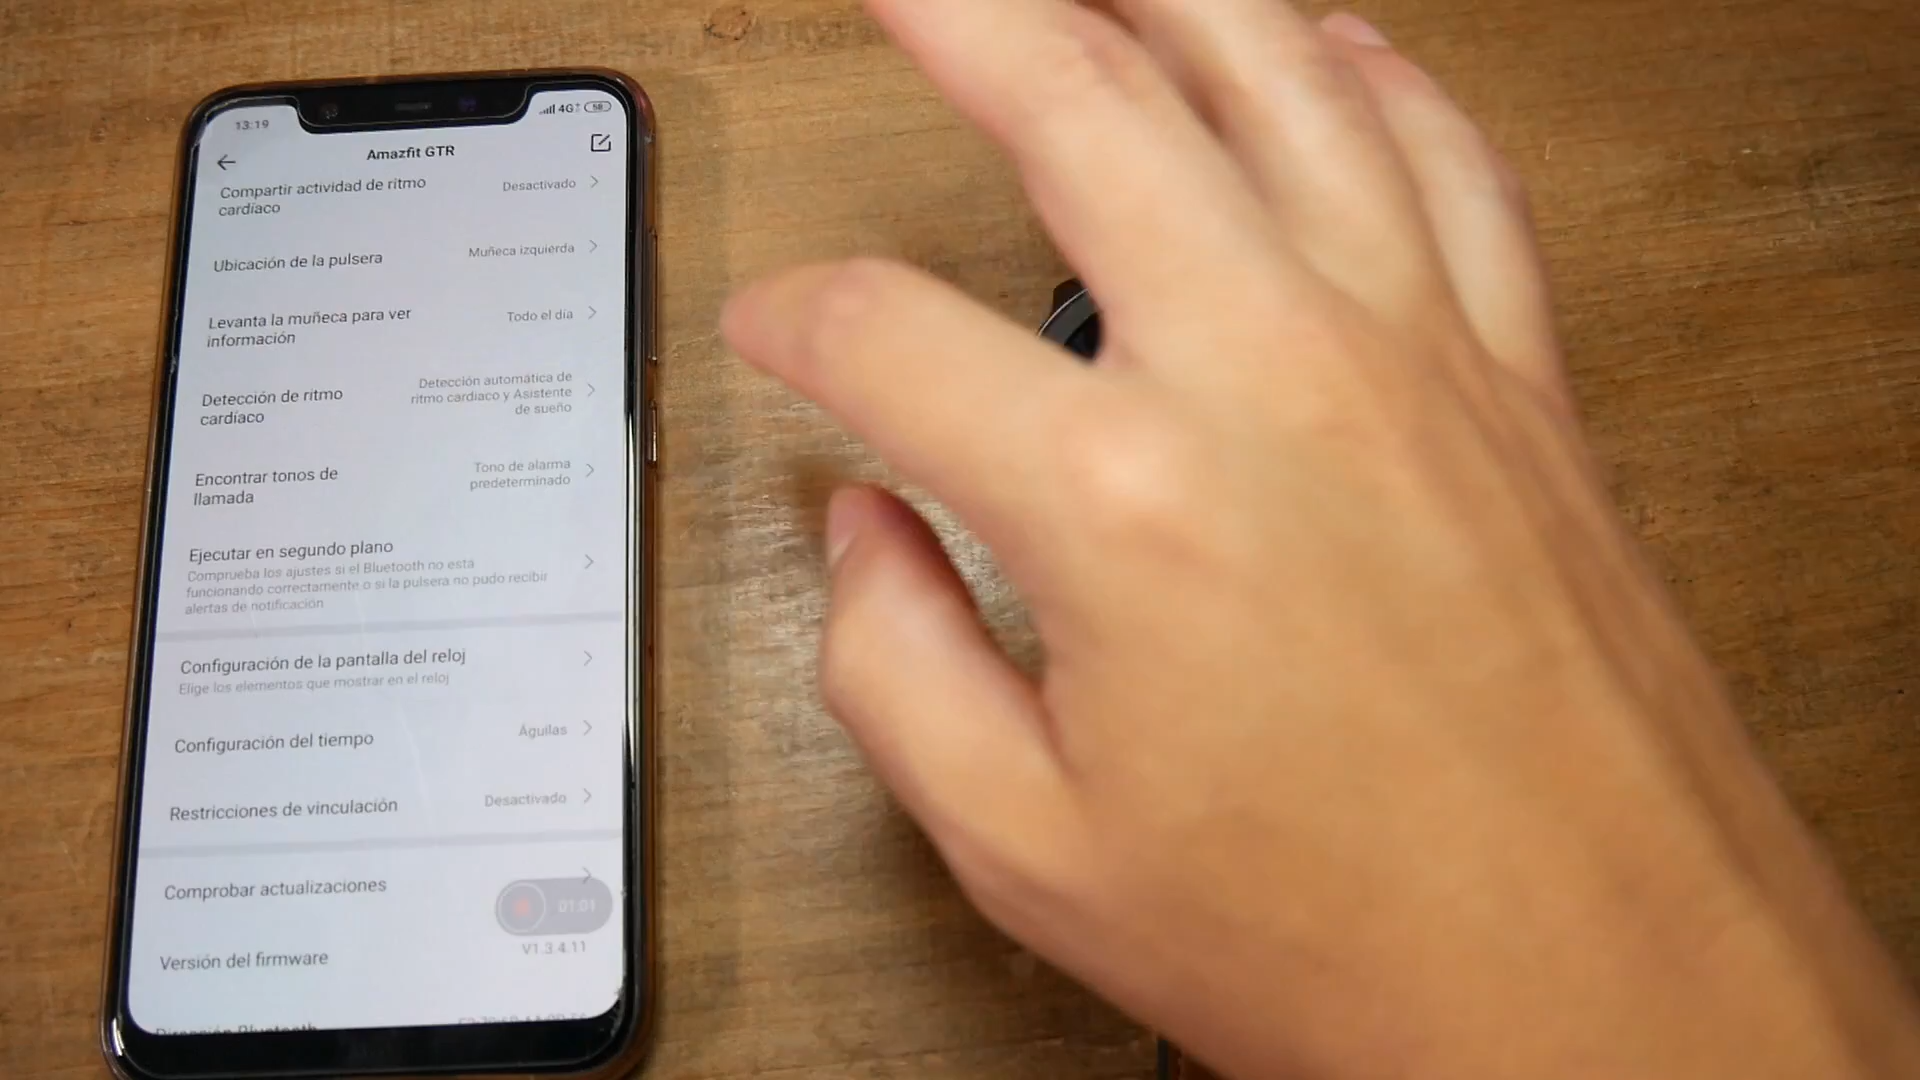 13:19
4G
58
Amazfit GTR
Compartir actividad de ritmo
cardíaco
Desactivado
Ubicación de la pulsera
Muñeca izquierda
Levanta la muñeca para ver
información
Todo el día
Detección de ritmo
cardíaco
Detección automática de
ritmo cardíaco y Asistente
de sueño
Encontrar tonos de
llamada
Tono de alarma
predeterminado
Ejecutar en segundo plano
Comprueba los ajustes si el Bluetooth no está
funcionando correctamente o si la pulsera no pudo recibir
alertas de notificación
Configuración de la pantalla del reloj
Elige los elementos que mostrar en el reloj
Configuración del tiempo
Águilas
Restricciones de vinculación
Desactivado
Comprobar actualizaciones
01:01
Versión del firmware
V1.3.4.11
Dirección Bluetooth